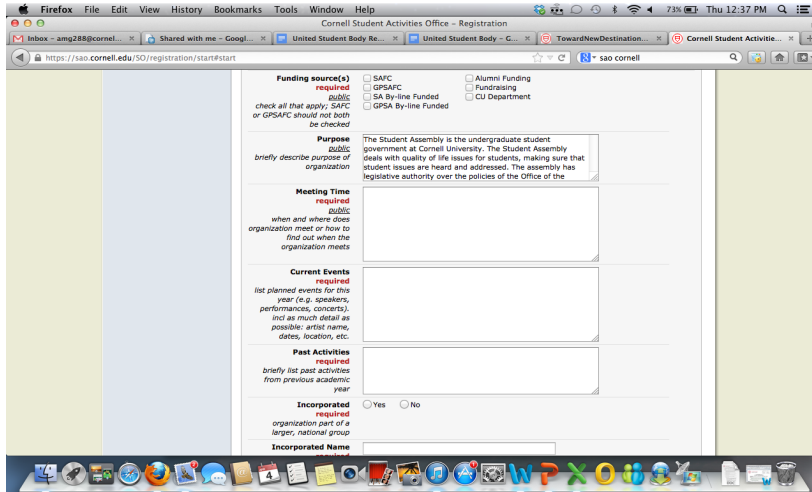 Firefox File Edit View History Bookmarks Tools Window Help 73% Thu 12:37 PM
Cornell Student Activities Office – Registration
Inbox – amg288@cornel... Shared with me – Googl... United Student Body Re... United Student Body – G... TowardNewDestination... Cornell Student Activitie...
https://sao.cornell.edu/SO/registration/start#start sao cornell
Funding source(s) SAFC Alumni Funding
required GPSAFC Fundraising
public SA By-line Funded CU Department
check all that apply; SAFC GPSA By-line Funded
or GPSAFC should not both
be checked
Purpose The Student Assembly is the undergraduate student
public government at Cornell University. The Student Assembly
briefly describe purpose of deals with quality of life issues for students, making sure that
organization student issues are heard and addressed. The assembly has
legislative authority over the policies of the Office of the
Meeting Time
required
public
when and where does
organization meet or how to
find out when the
organization meets
Current Events
required
list planned events for this
year (e.g. speakers,
performances, concerts).
incl as much detail as
possible: artist name,
dates, location, etc.
Past Activities
required
briefly list past activities
from previous academic
year
Incorporated Yes No
required
organization part of a
larger, national group
Incorporated Name
required